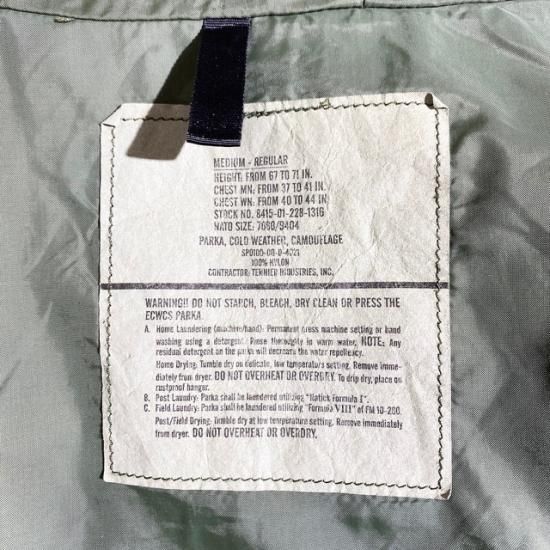 MEDIUM - REGULAR
HEIGHT: FROM 67 TO 71 IN.
CHEST MN: FROM 37 TO 41 IN.
CHEST WN: FROM 40 TO 44 IN.
STOCK NO. 8415-01-228-1316
NATO SIZE: 7080/9404
PARKA, COLD WEATHER, CAMOUFLAGE
SPO100-00-D-4021
100% NYLON
CONTRACTOR: TENNIER INDUSTRIES, INC.
WARNING!! DO NOT STARCH, BLEACH, DRY CLEAN OR PRESS THE
ECWCS PARKA.
A. Home Laundering (machine/hand): Permanent press machine setting or hand
washing using a detergent. Rinse thoroughly in warm water. NOTE: Any
residual detergent on the parka will decrease the water repellency.
Home Drying: Tumble dry on delicate, low temperature setting. Remove imme-
diately from dryer. DO NOT OVERHEAT OR OVERDRY. To drip dry, place on
rustproof hanger.
B. Post Laundry: Parka shall be laundered utilizing "Natick Formula I".
C. Field Laundry: Parka shall be laundered utilizing "Formula VIII" of FM 10-280.
Post/Field Drying: Tumble dry at low temperature setting. Remove immediately
from dryer. DO NOT OVERHEAT OR OVERDRY.